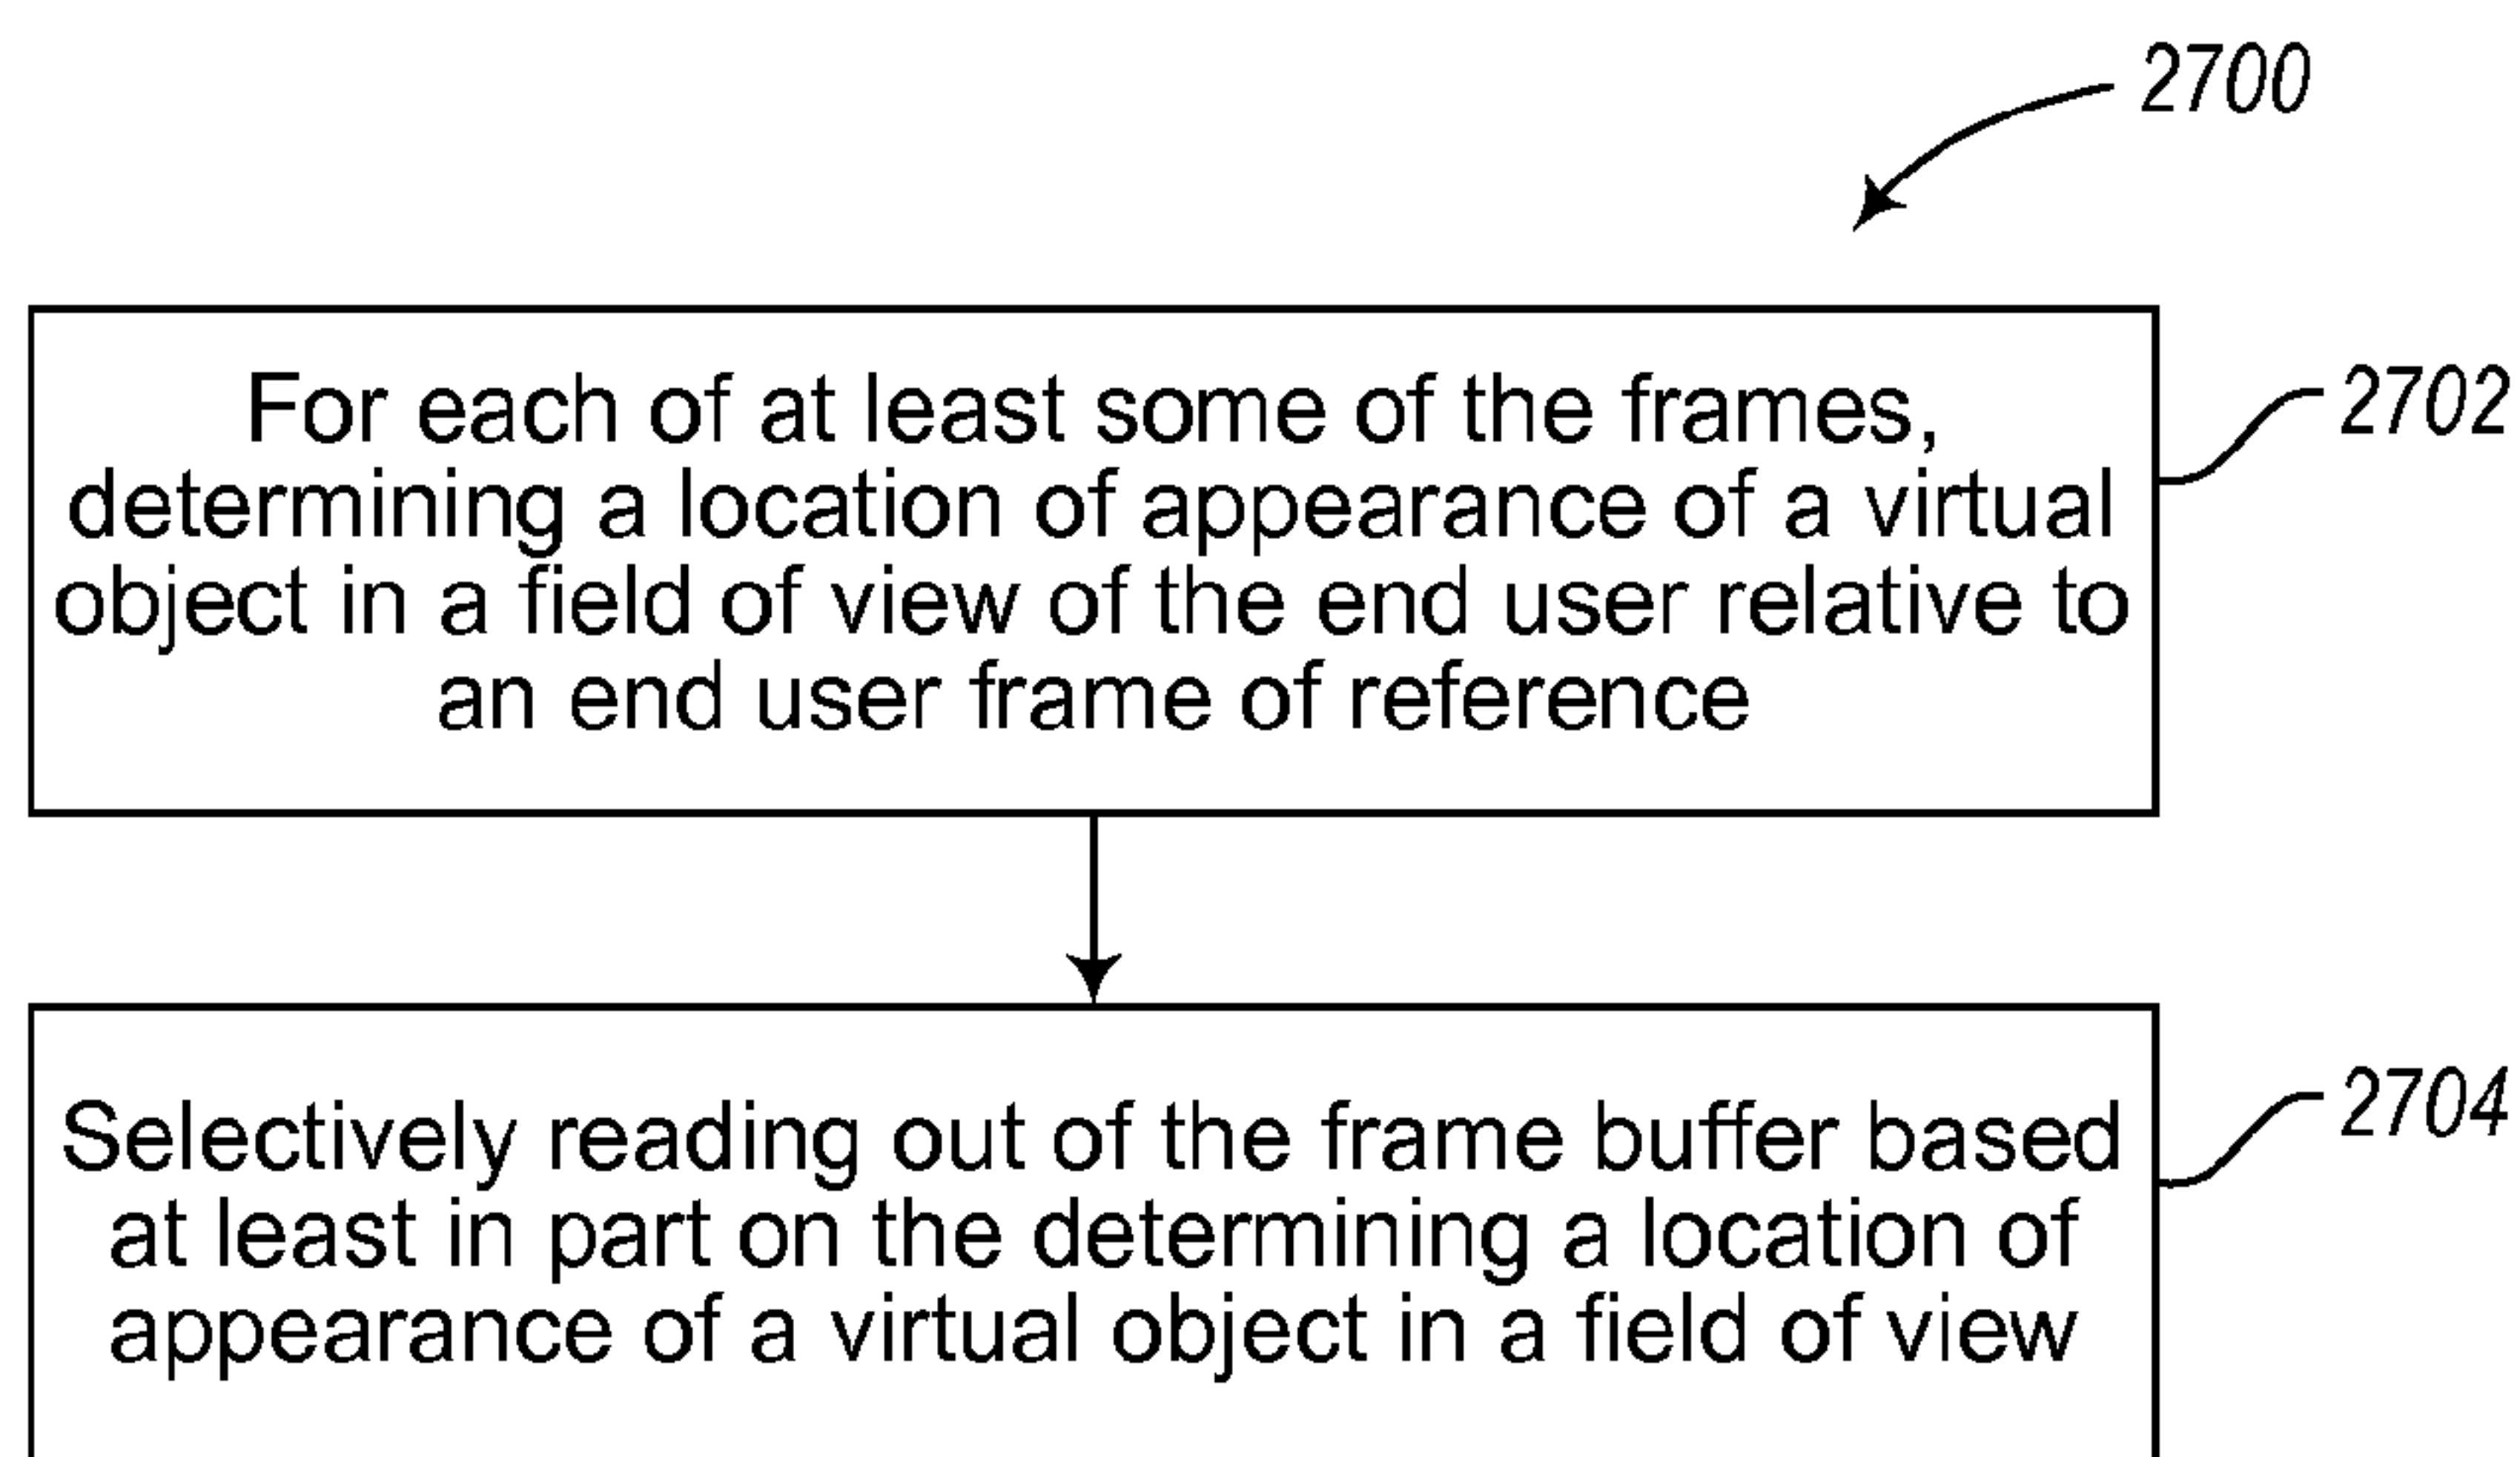 2700
For each of at least some of the frames,
determining a location of appearance of a virtual
object in a field of view of the end user relative to
an end user frame of reference
2702
Selectively reading out of the frame buffer based
at least in part on the determining a location of
appearance of a virtual object in a field of view
2704